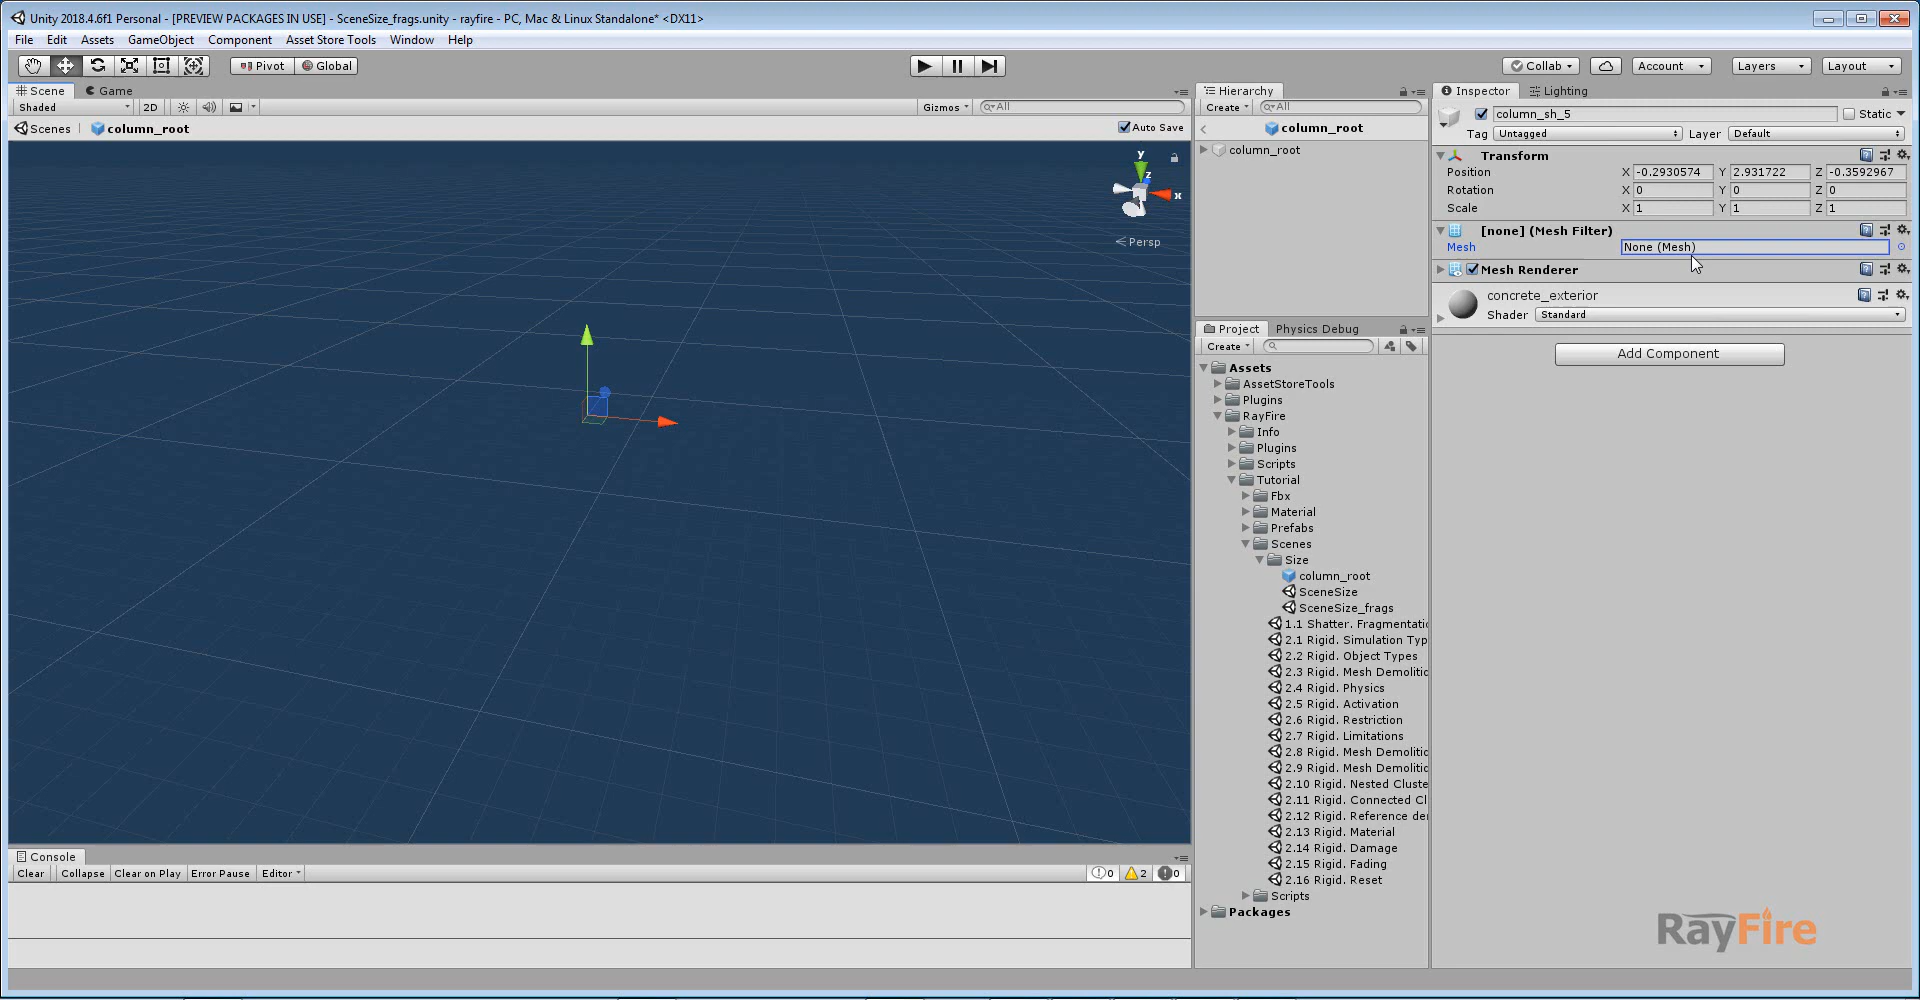 Unity 2018.4.6f1 Personal - [PREVIEW PACKAGES IN USE] - SceneSize_frags.unity - rayfire - PC, Mac & Linux Standalone* <DX11>
File Edit Assets GameObject Component Asset Store Tools Window Help
Pivot Global Collab Account Layers Layout
Scene Game
Shaded 2D Gizmos All
Scenes column_root Auto Save
y
z
x
Persp
Hierarchy
Create All
column_root
column_root
Project Physics Debug
Create
Assets
AssetStoreTools
Plugins
RayFire
Info
Plugins
Scripts
Tutorial
Fbx
Material
Prefabs
Scenes
Size
column_root
SceneSize
SceneSize_frags
1.1 Shatter. Fragmentatio
2.1 Rigid. Simulation Typ
2.2 Rigid. Object Types
2.3 Rigid. Mesh Demolitio
2.4 Rigid. Physics
2.5 Rigid. Activation
2.6 Rigid. Restriction
2.7 Rigid. Limitations
2.8 Rigid. Mesh Demolitio
2.9 Rigid. Mesh Demolitio
2.10 Rigid. Nested Cluste
2.11 Rigid. Connected Cl
2.12 Rigid. Reference de
2.13 Rigid. Material
2.14 Rigid. Damage
2.15 Rigid. Fading
2.16 Rigid. Reset
Scripts
Packages
Inspector Lighting
column_sh_5 Static
Tag Untagged Layer Default
Transform
Position X -0.2930574 Y 2.931722 Z -0.3592967
Rotation X 0 Y 0 Z 0
Scale X 1 Y 1 Z 1
[none] (Mesh Filter)
Mesh None (Mesh)
Mesh Renderer
concrete_exterior
Shader Standard
Add Component
Console
Clear Collapse Clear on Play Error Pause Editor 0 2 0
RayFire